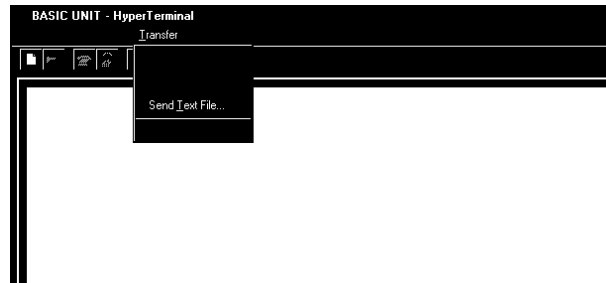 BASIC UNIT - HyperTerminal
Transfer
Send Text File...